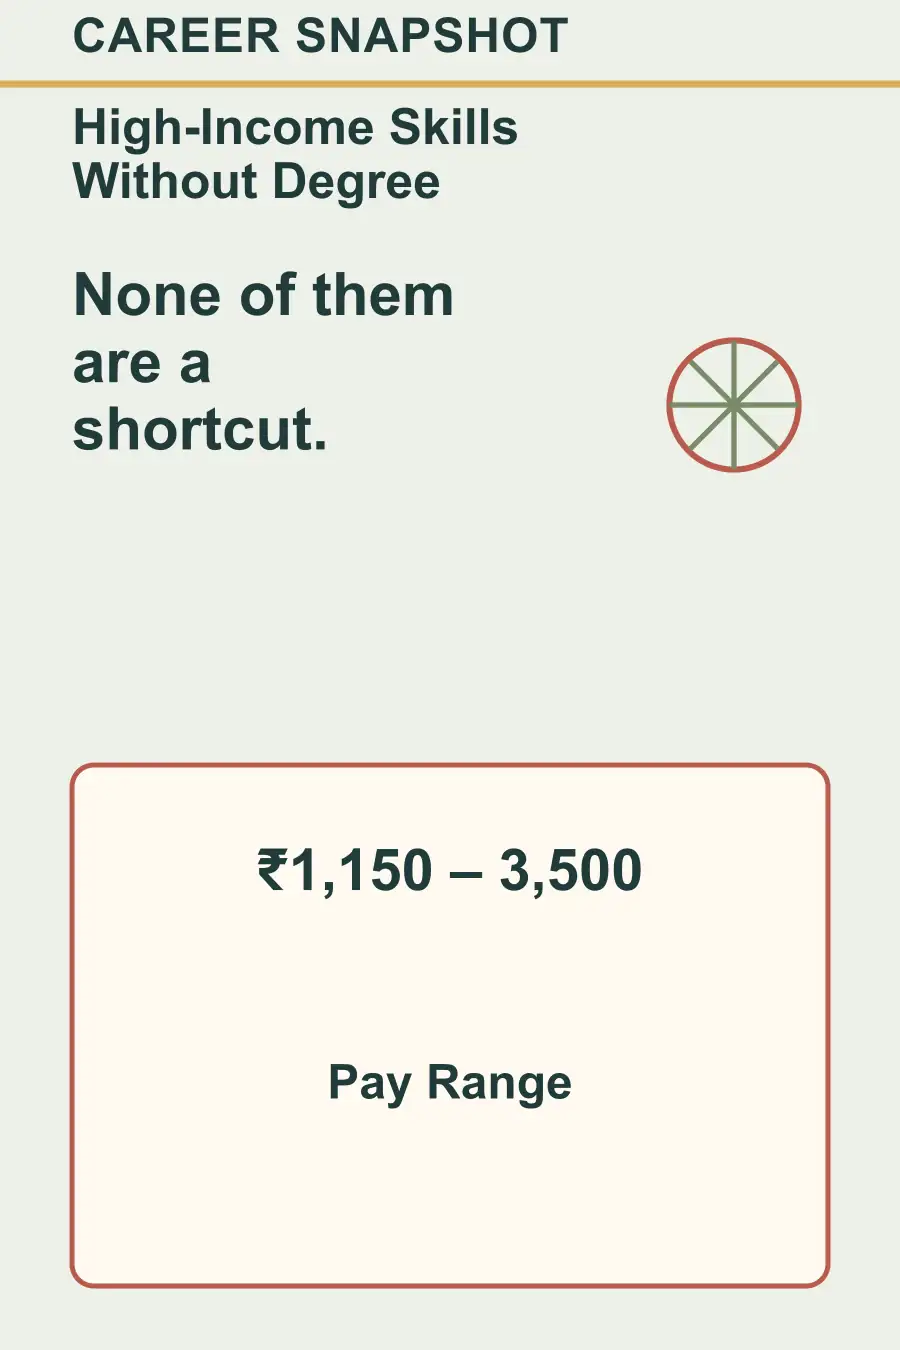 CAREER SNAPSHOT
High-Income Skills
Without Degree
None of them
are a
shortcut.
₹1,150 – 3,500
Pay Range